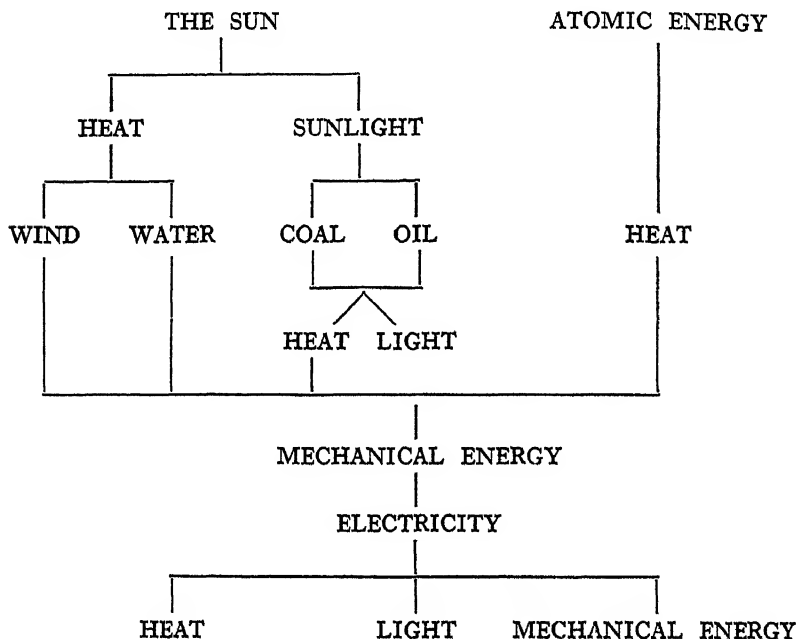 THE SUN ATOMIC ENERGY
HEAT SUNLIGHT
WIND WATER COAL OIL HEAT
HEAT LIGHT
MECHANICAL ENERGY
ELECTRICITY
HEAT LIGHT MECHANICAL ENERGY